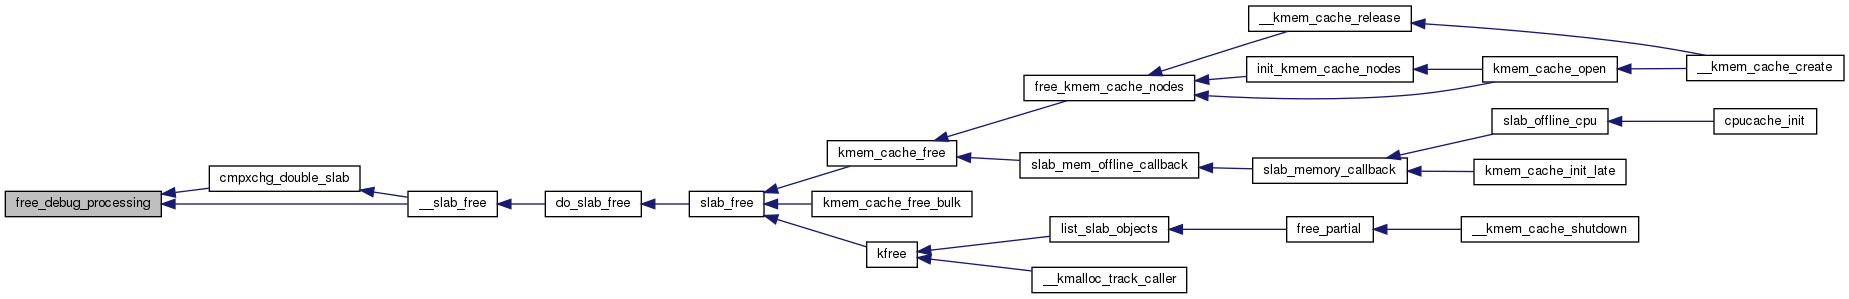 __kmem_cache_release
init_kmem_cache_nodes
kmem_cache_open
__kmem_cache_create
free_kmem_cache_nodes
slab_offline_cpu
cpucache_init
kmem_cache_free
slab_mem_offline_callback
slab_memory_callback
kmem_cache_init_late
cmpxchg_double_slab
free_debug_processing
__slab_free
do_slab_free
slab_free
kmem_cache_free_bulk
list_slab_objects
free_partial
__kmem_cache_shutdown
kfree
__kmalloc_track_caller